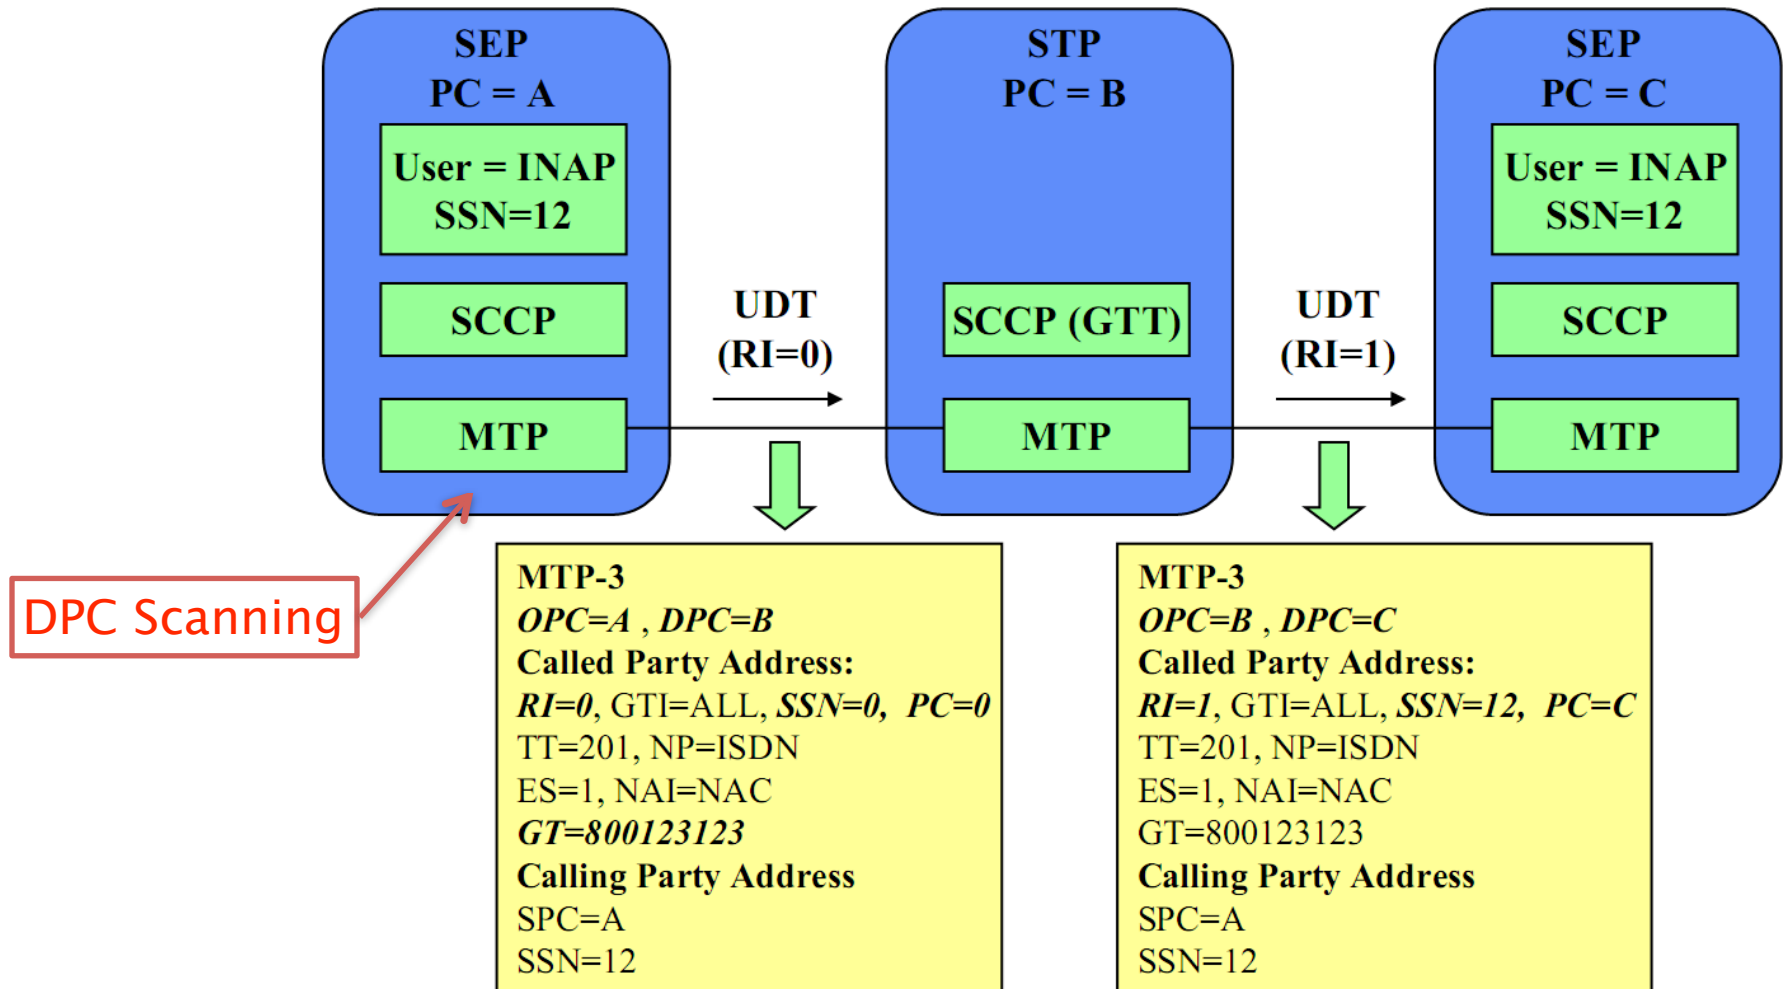 SEP
PC = A
User = INAP
SSN=12
SCCP
MTP
UDT
(RI=0)
STP
PC = B
SCCP (GTT)
MTP
UDT
(RI=1)
SEP
PC = C
User = INAP
SSN=12
SCCP
MTP
DPC Scanning
MTP-3
OPC=A , DPC=B
Called Party Address:
RI=0, GTI=ALL, SSN=0, PC=0
TT=201, NP=ISDN
ES=1, NAI=NAC
GT=800123123
Calling Party Address
SPC=A
SSN=12
MTP-3
OPC=B , DPC=C
Called Party Address:
RI=1, GTI=ALL, SSN=12, PC=C
TT=201, NP=ISDN
ES=1, NAI=NAC
GT=800123123
Calling Party Address
SPC=A
SSN=12